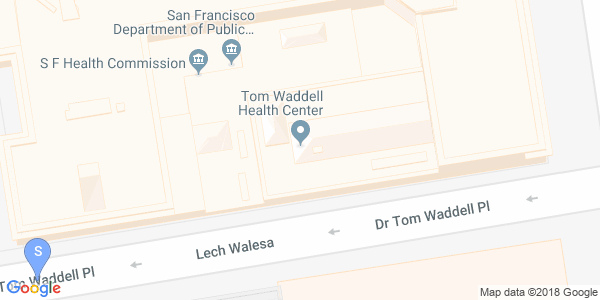 San Francisco
Department of Public...
S F Health Commission
Tom Waddell
Health Center
Dr Tom Waddell Pl
Lech Walesa
S
Tom Waddell Pl
Google
Map data ©2018 Google